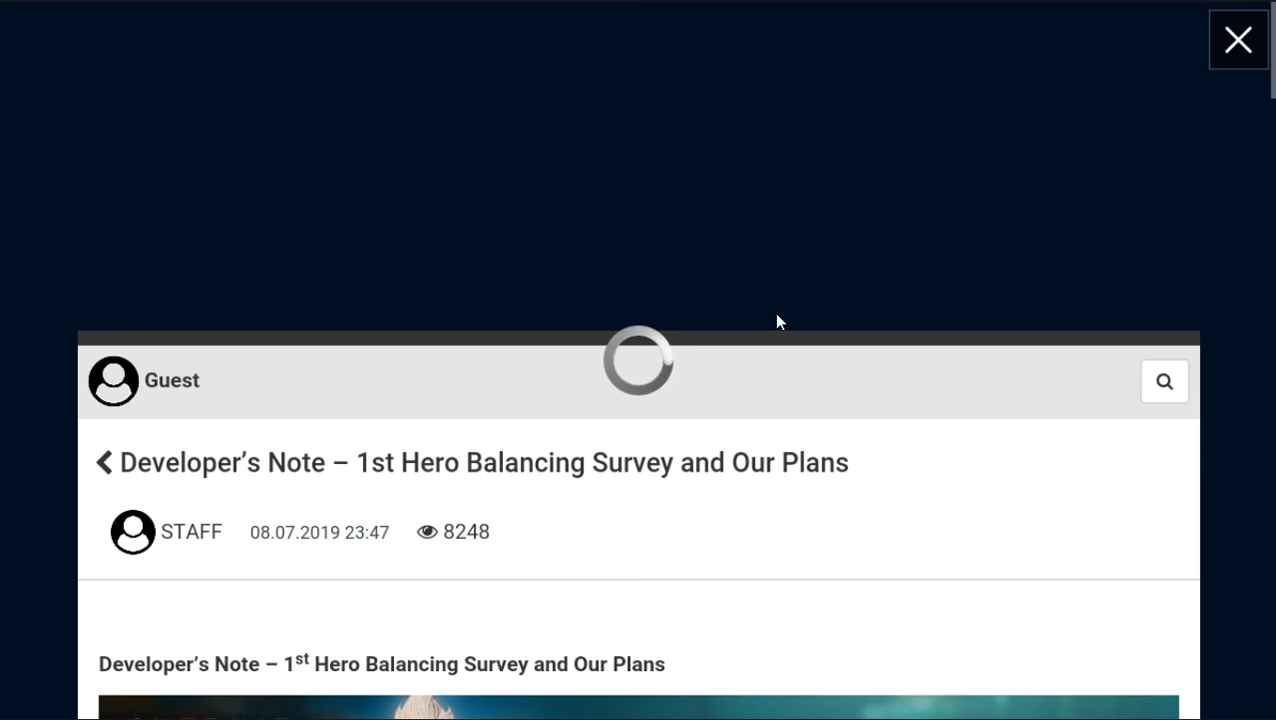 Guest
Developer’s Note – 1st Hero Balancing Survey and Our Plans
STAFF 08.07.2019 23:47 8248
Developer’s Note – 1st Hero Balancing Survey and Our Plans